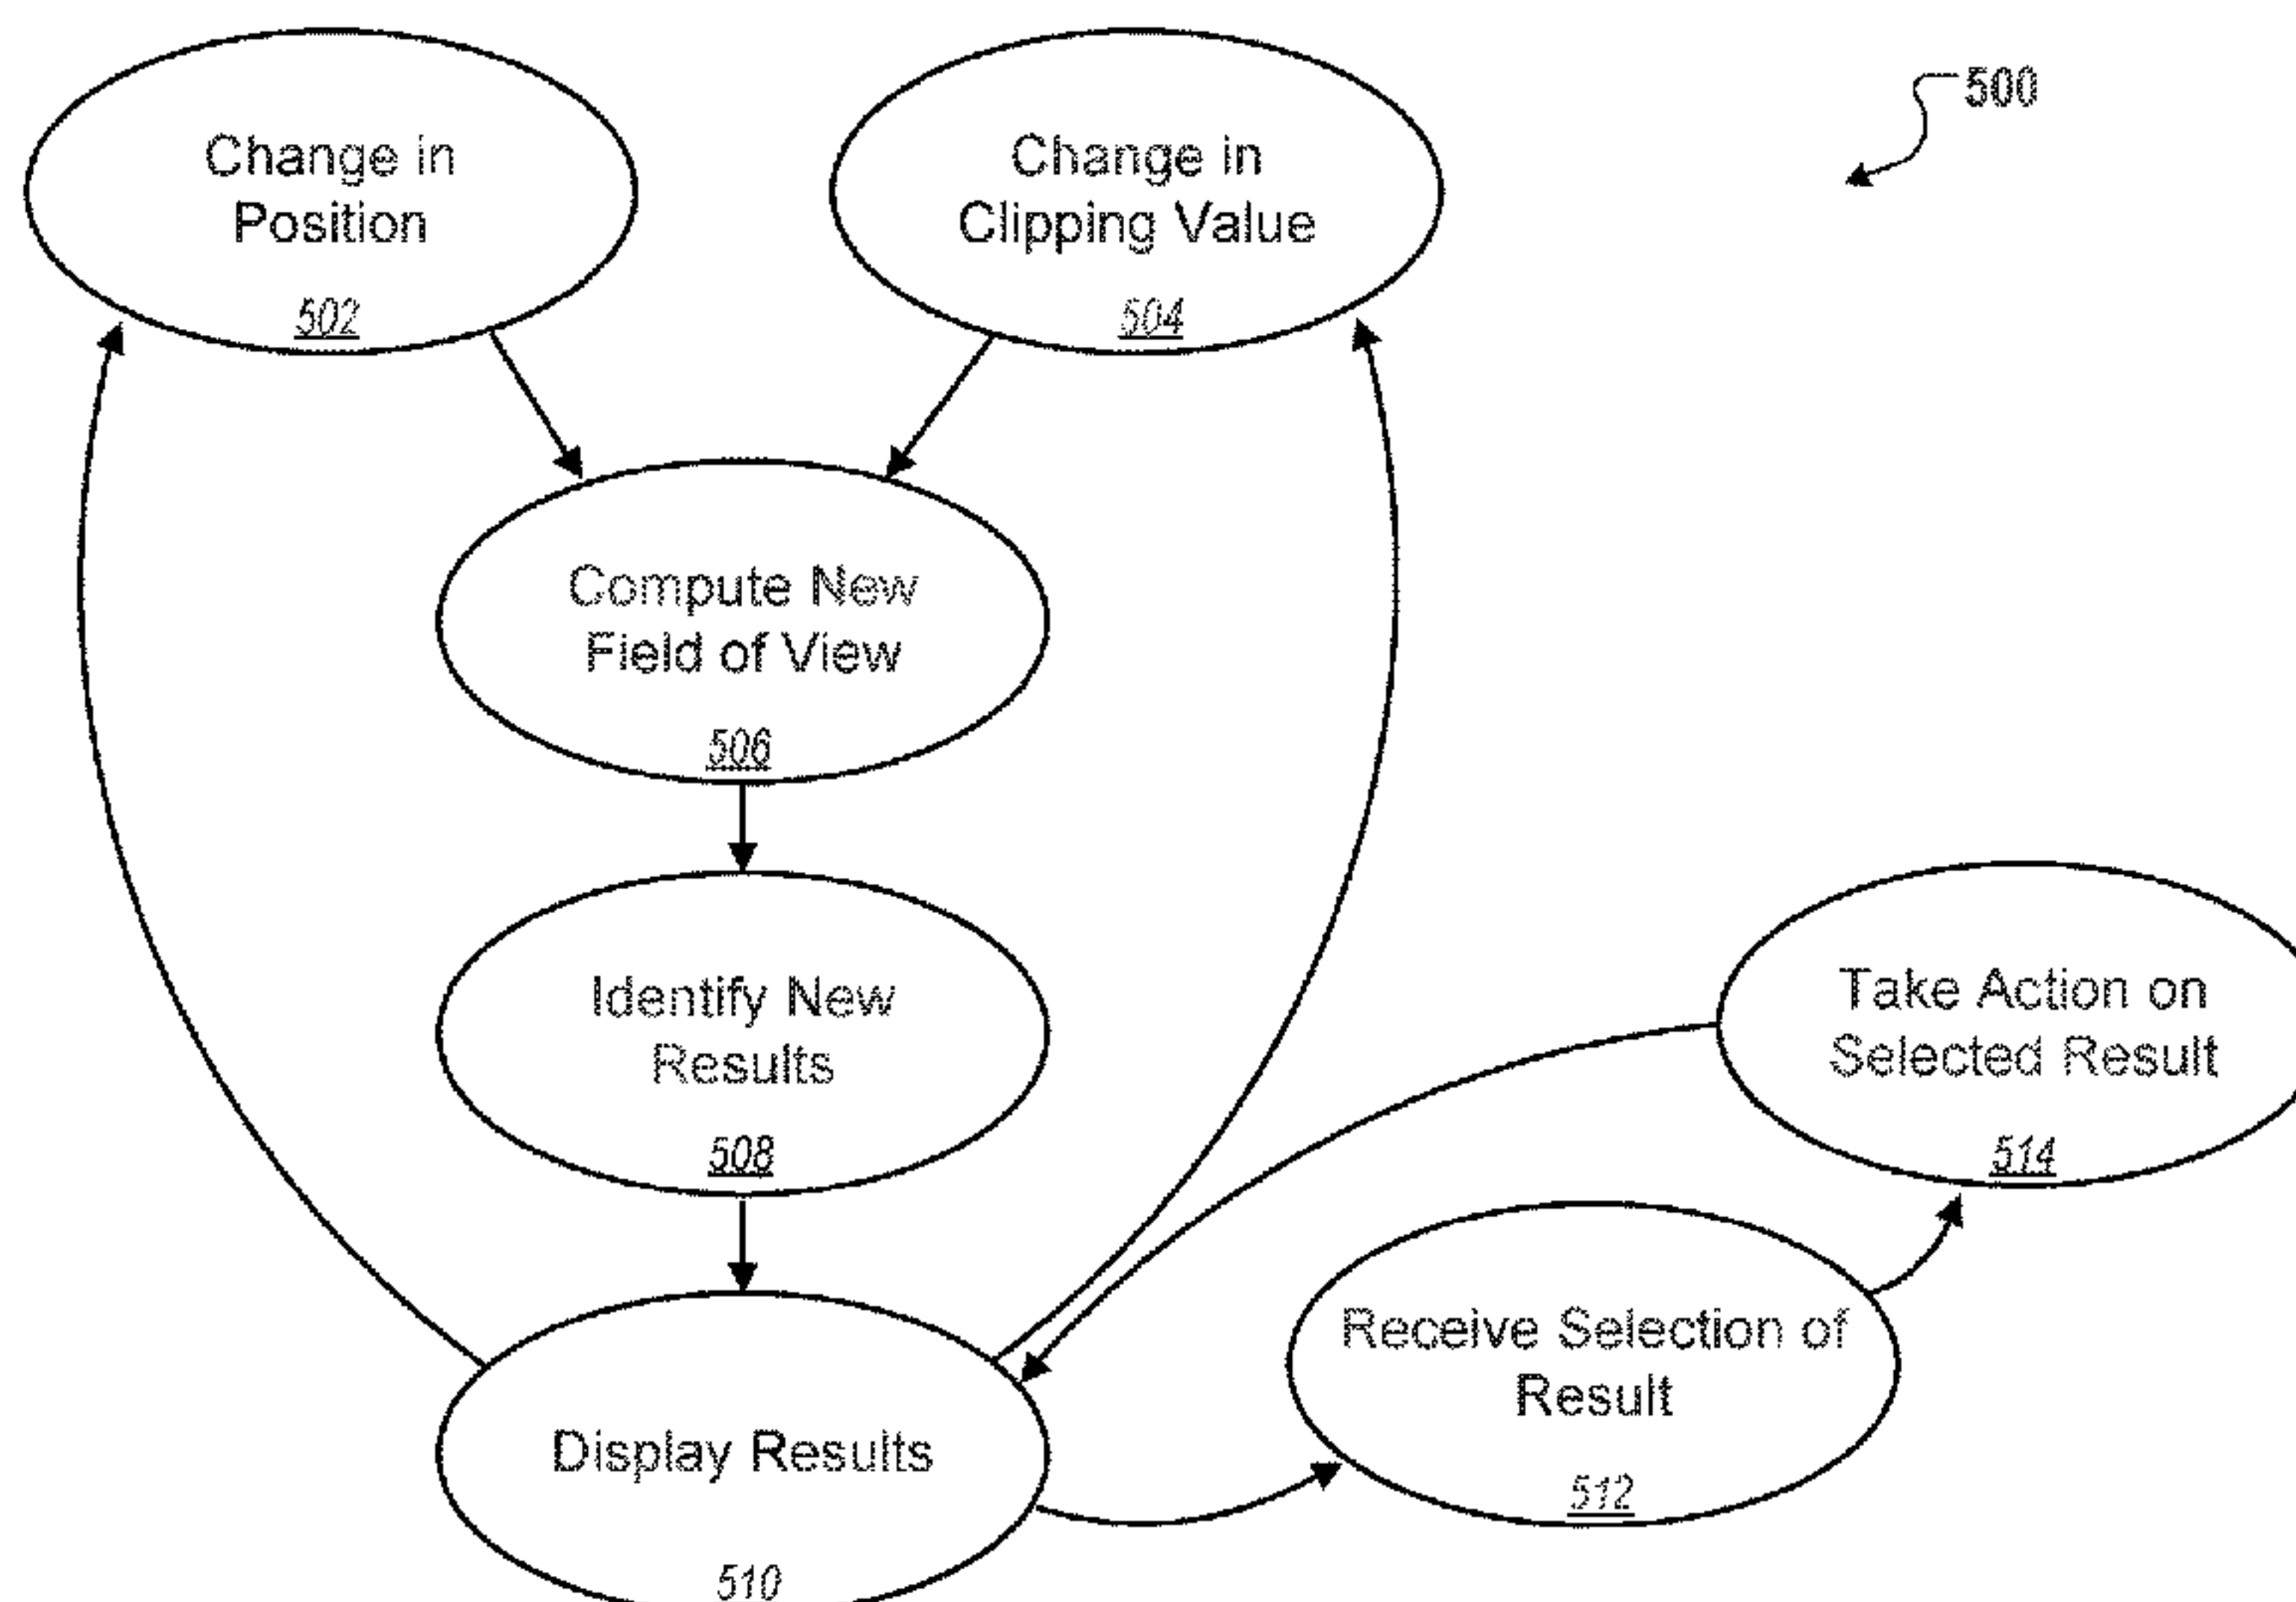 500
Change in
Position
502
Change in
Clipping Value
504
Compute New
Field of View
506
Identify New
Results
508
Take Action on
Selected Result
514
Receive Selection of
Result
512
Display Results
510